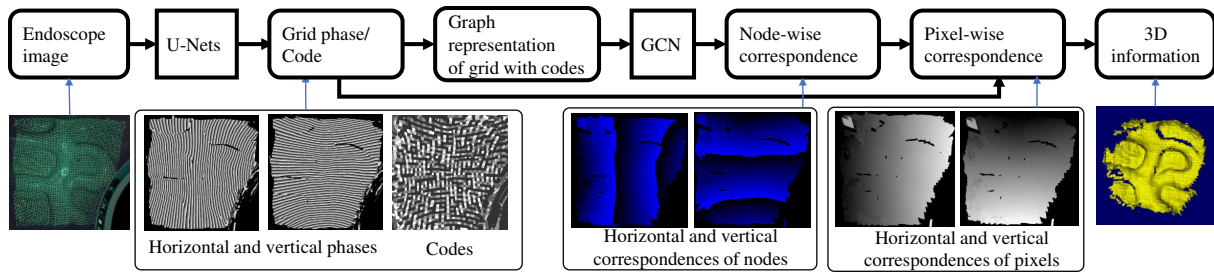 Endoscope
image
U-Nets
Grid phase/
Code
Graph
representation
of grid with codes
GCN
Node-wise
correspondence
Pixel-wise
correspondence
3D
information
Horizontal and vertical phases
Codes
Horizontal and vertical
correspondences of nodes
Horizontal and vertical
correspondences of pixels